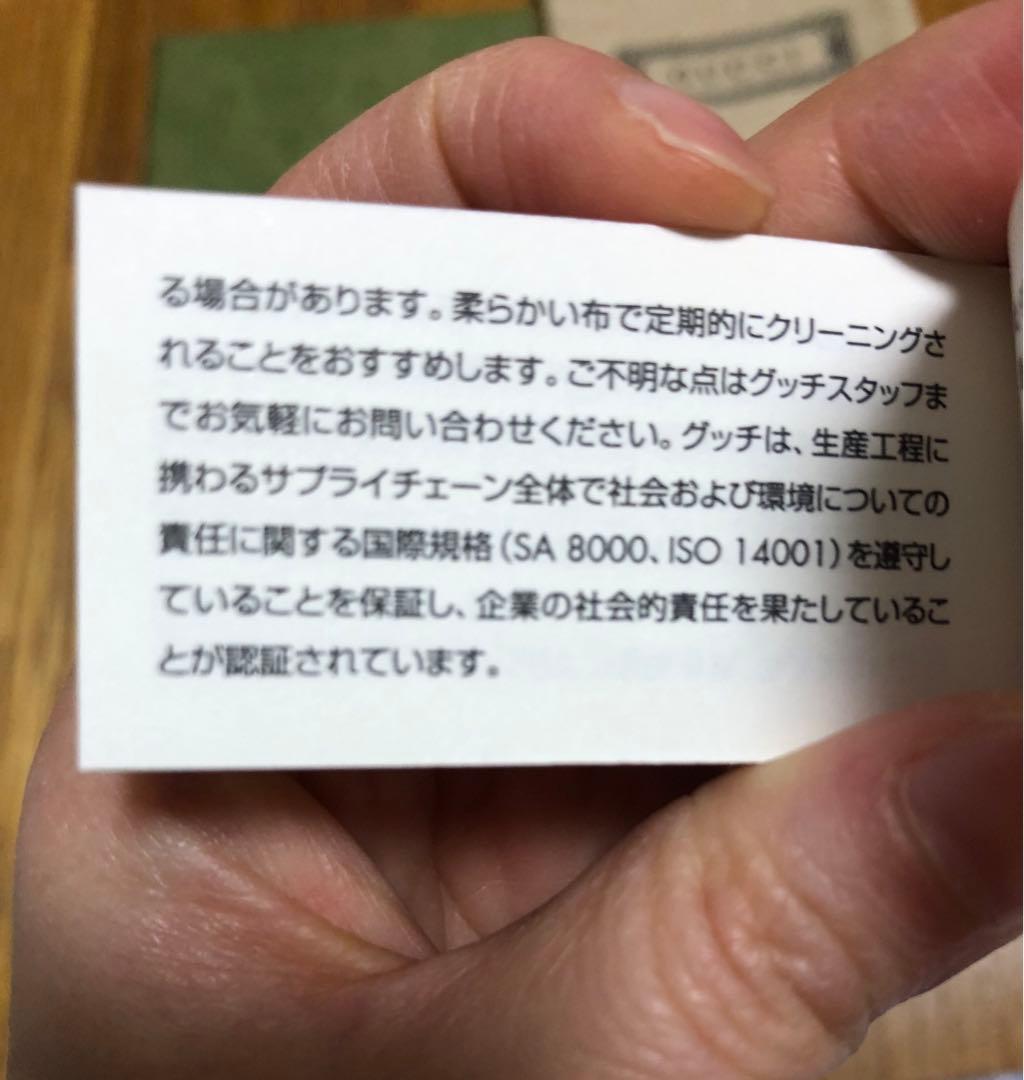 る場合があります。柔らかい布で定期的にクリーニングさ
れることをおすすめします。ご不明な点はグッチスタッフま
でお気軽にお問い合わせください。グッチは、生産工程に
携わるサプライチェーン全体で社会および環境についての
責任に関する国際規格(SA 8000、ISO 14001)を遵守し
ていることを保証し、企業の社会的責任を果たしているこ
とが認証されています。